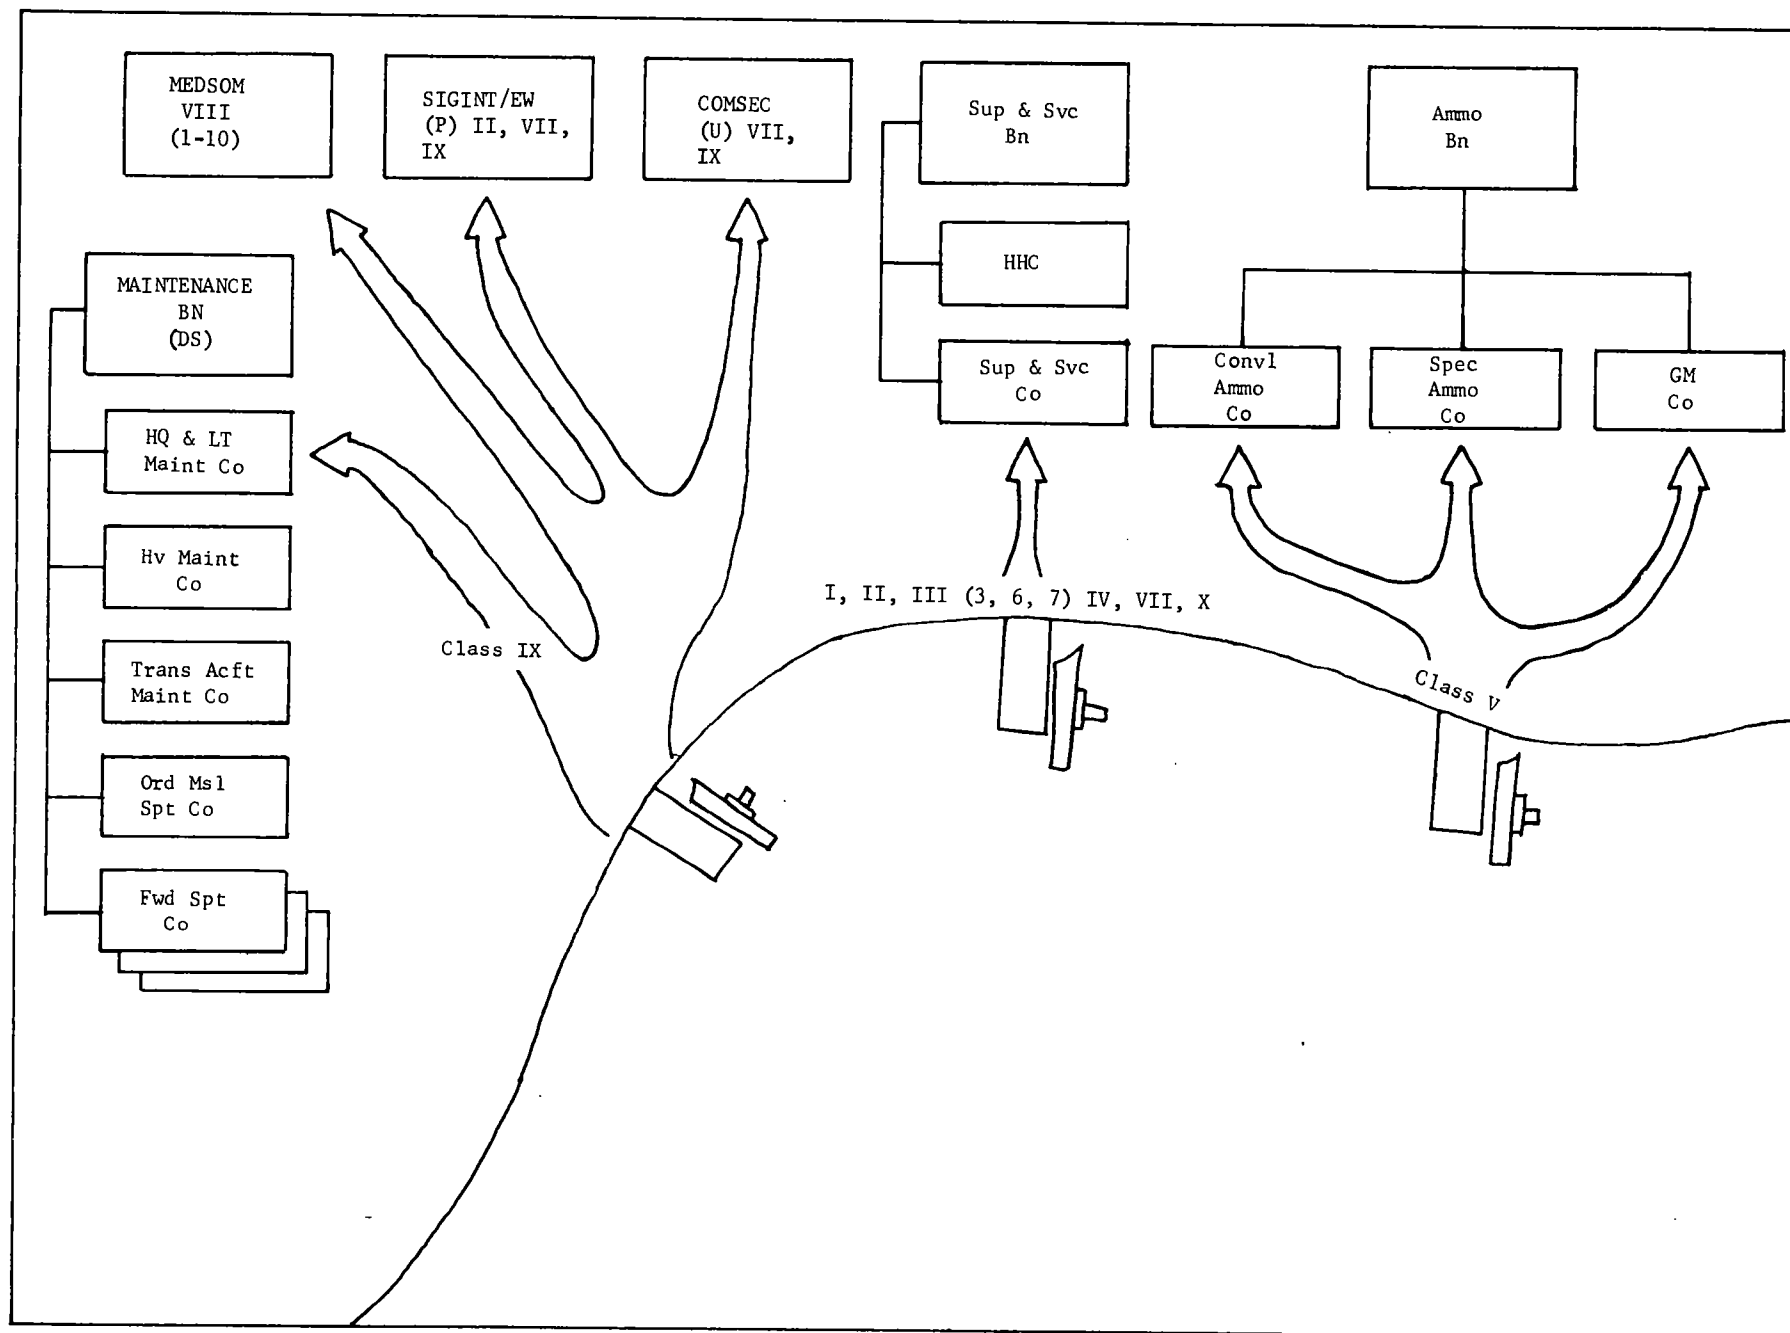 MEDSOM
VIII
(1-10)
SIGINT/EW
(P) II, VII,
IX
COMSEC
(U) VII,
IX
Sup & Svc
Bn
HHC
Sup & Svc
Co
Ammo
Bn
Convl
Ammo
Co
Spec
Ammo
Co
GM
Co
MAINTENANCE
BN
(DS)
HQ & LT
Maint Co
Hv Maint
Co
Trans Acft
Maint Co
Ord Msl
Spt Co
Fwd Spt
Co
Class IX
I, II, III (3, 6, 7) IV, VII, X
Class V